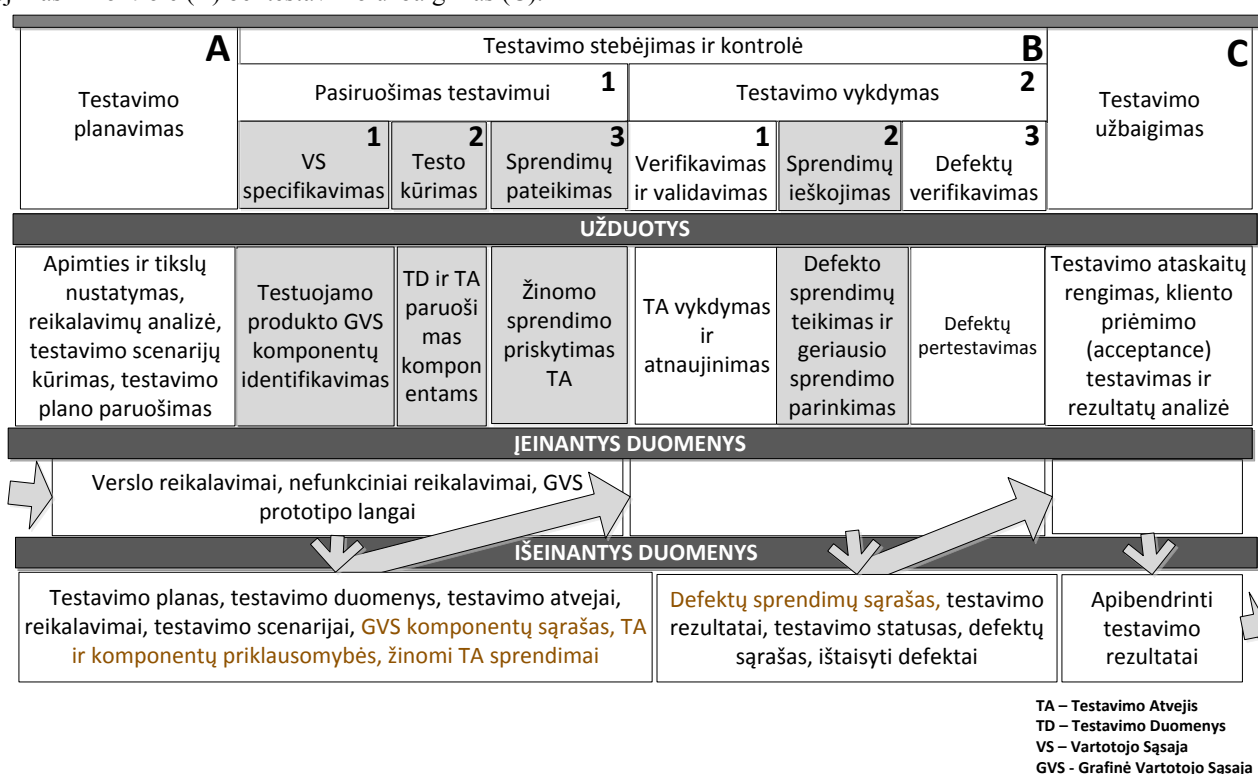 A
Testavimo
planavimas
Testavimo stebėjimas ir kontrolė
B
Pasiruošimas testavimui
1
Testavimo vykdymas
2
1
VS
specifikavimas
2
Testo
kūrimas
3
Sprendimų
pateikimas
1
Verifikavimas
ir validavimas
2
Sprendimų
ieškojimas
3
Defektų
verifikavimas
C
Testavimo
užbaigimas
UŽDUOTYS
Apimties ir tikslų
nustatymas,
reikalavimų analizė,
testavimo scenarijų
kūrimas, testavimo
plano paruošimas
Testuojamo
produkto GVS
komponentų
identifikavimas
TD ir TA
paruoši
mas
kompon
entams
Žinomo
sprendimo
priskytimas
TA
TA vykdymas
ir
atnaujinimas
Defekto
sprendimų
teikimas ir
geriausio
sprendimo
parinkimas
Defektų
pertestavimas
Testavimo ataskaitų
rengimas, kliento
priėmimo
(acceptance)
testavimas ir
rezultatų analizė
ĮEINANTYS DUOMENYS
Verslo reikalavimai, nefunkciniai reikalavimai, GVS
prototipo langai
IŠEINANTYS DUOMENYS
Testavimo planas, testavimo duomenys, testavimo atvejai,
reikalavimai, testavimo scenarijai, GVS komponentų sąrašas, TA
ir komponentų priklausomybės, žinomi TA sprendimai
Defektų sprendimų sąrašas, testavimo
rezultatai, testavimo statusas, defektų
sąrašas, ištaisyti defektai
Apibendrinti
testavimo
rezultatai
TA – Testavimo Atvejis
TD – Testavimo Duomenys
VS – Vartotojo Sąsaja
GVS - Grafinė Vartotojo Sąsaja